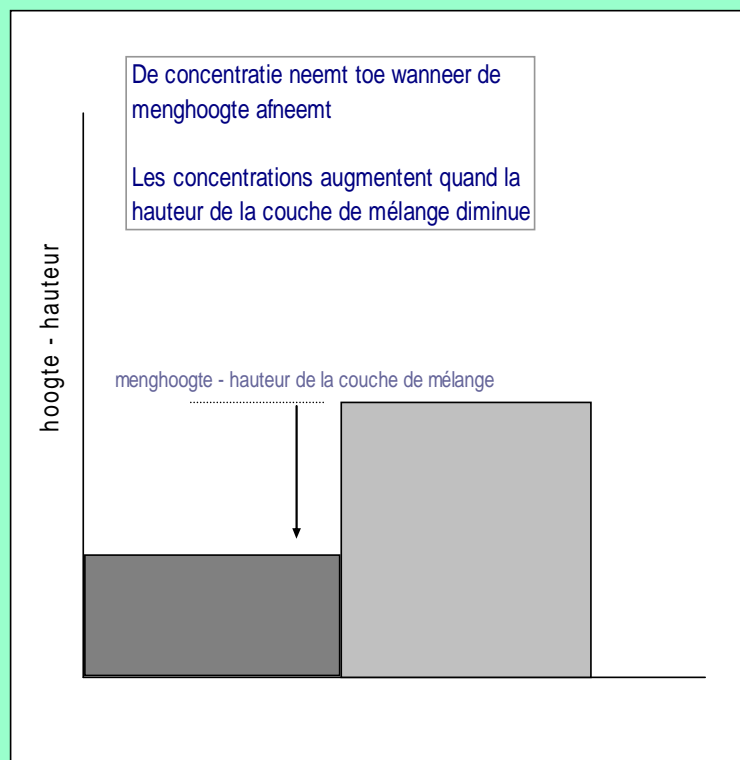 De concentratie neemt toe wanneer de
menghoogte afneemt
Les concentrations augmentent quand la
hauteur de la couche de mélange diminue
hoogte - hauteur
menghoogte - hauteur de la couche de mélange